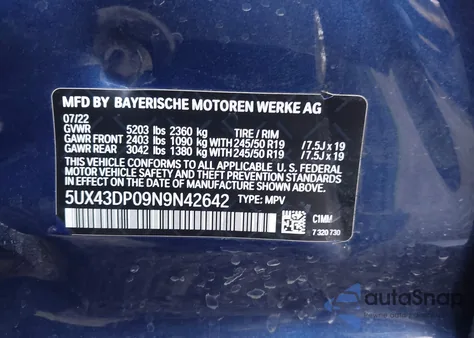 MFD BY BAYERISCHE MOTOREN WERKE AG
07/22
GVWR 5203 lbs 2360 kg TIRE / RIM
GAWR FRONT 2403 lbs 1090 kg WITH 245/50 R19 /7.5J x 19
GAWR REAR 3042 lbs 1380 kg WITH 245/50 R19 /7.5J x 19
THIS VEHICLE CONFORMS TO ALL APPLICABLE U.S. FEDERAL
MOTOR VEHICLE SAFETY, BUMPER, AND THEFT PREVENTION
STANDARDS IN EFFECT ON THE DATE OF MANUFACTURE SHOWN ABOVE.
5UX43DP09N9N42642 TYPE: MPV
C1MM
7 320 730
autoSnap